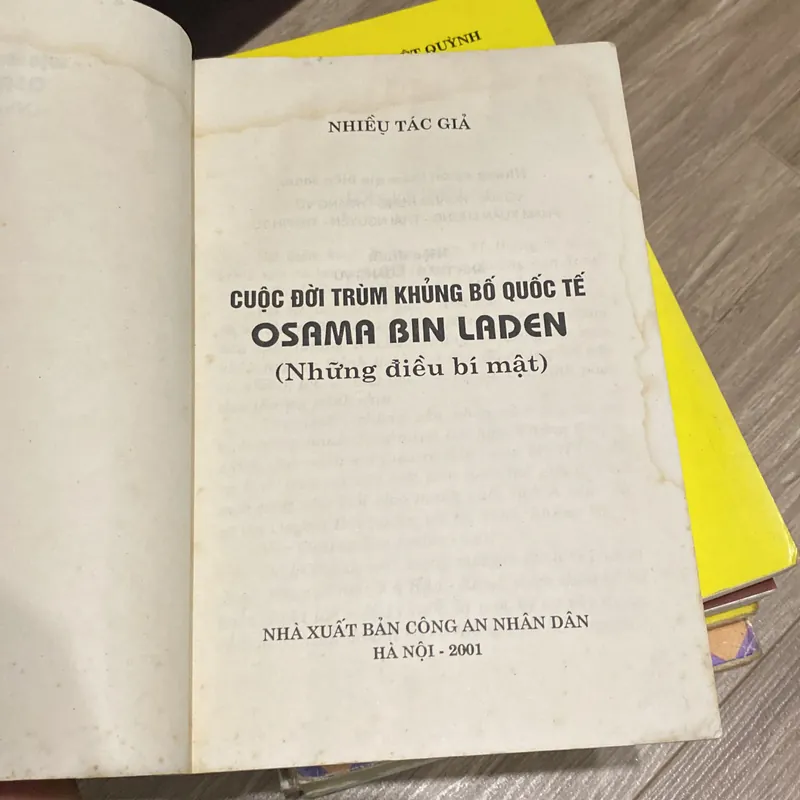 QUỲNH
NHIỀU TÁC GIẢ
CUỘC ĐỜI TRÙM KHỦNG BỐ QUỐC TẾ
OSAMA BIN LADEN
(Những điều bí mật)
NHÀ XUẤT BẢN CÔNG AN NHÂN DÂN
HÀ NỘI - 2001